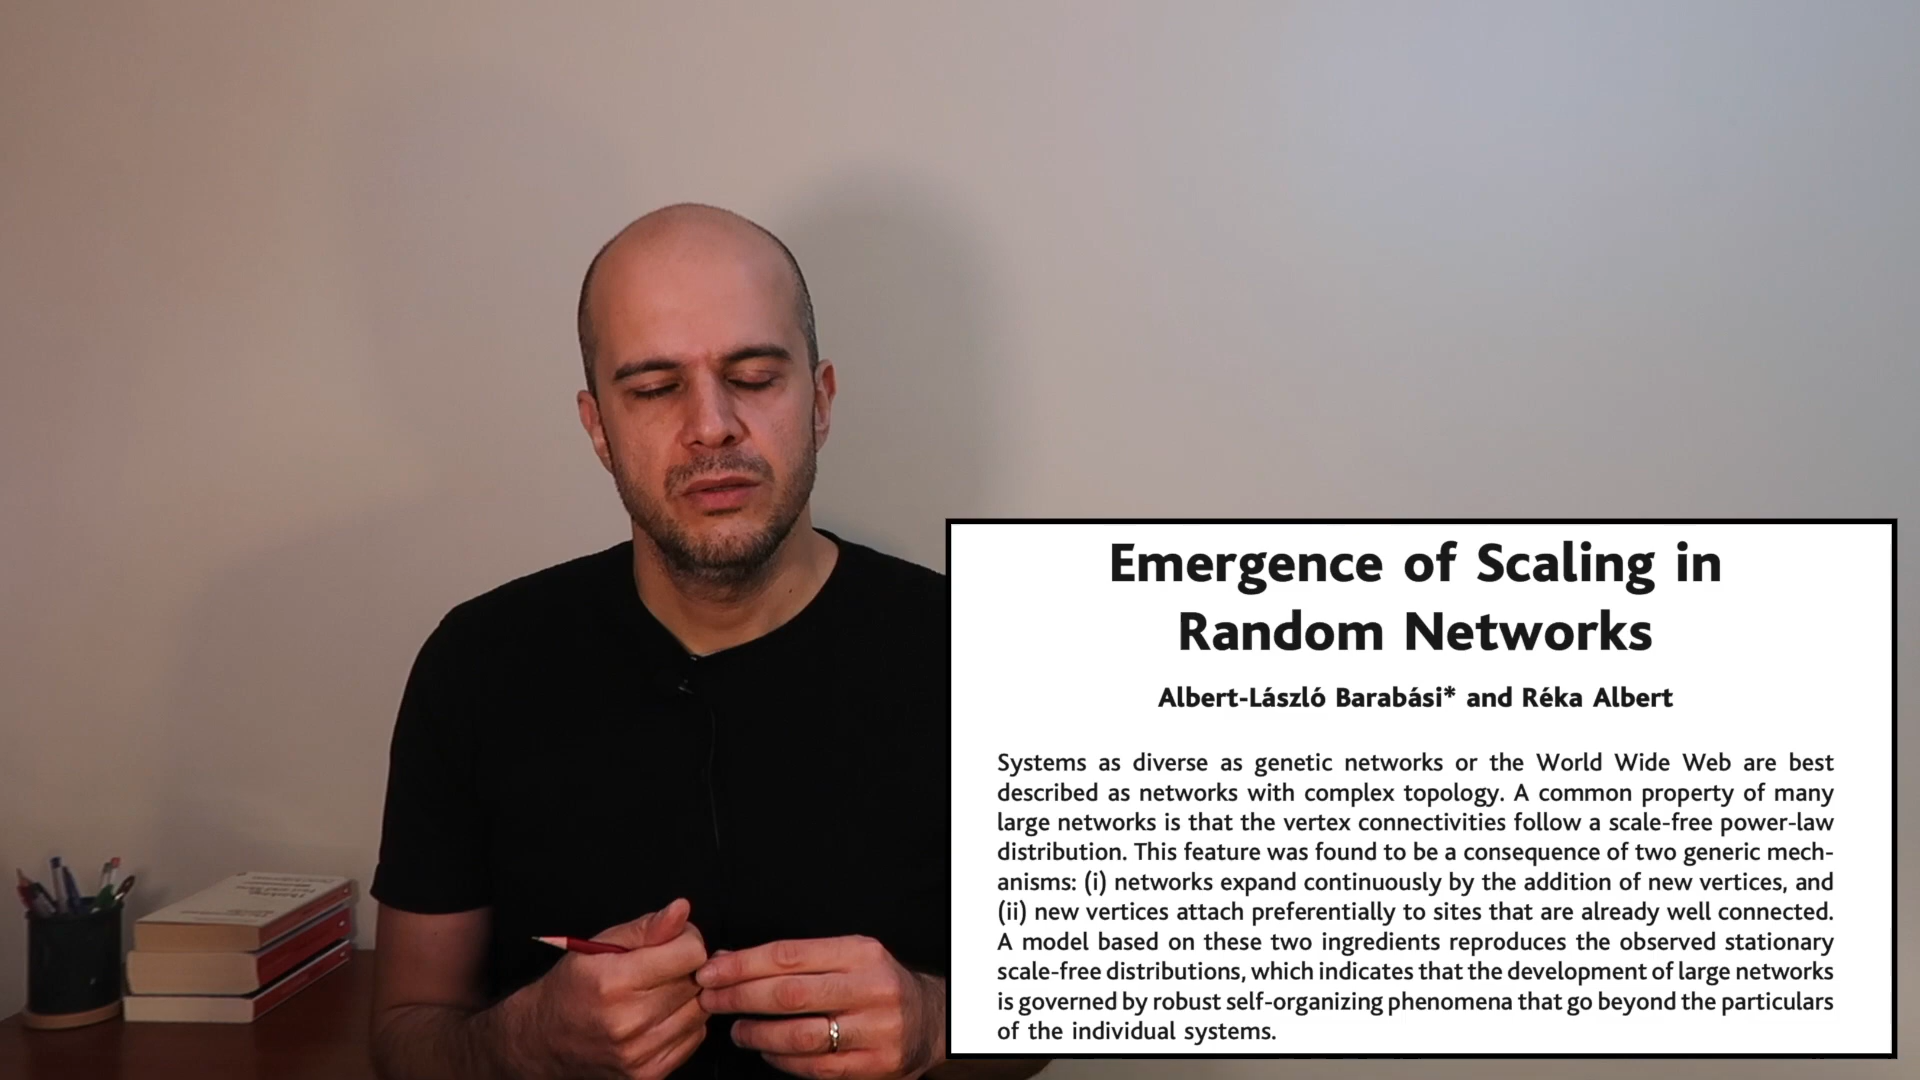 Emergence of Scaling in
Random Networks
Albert-László Barabási* and Réka Albert
Systems as diverse as genetic networks or the World Wide Web are best
described as networks with complex topology. A common property of many
large networks is that the vertex connectivities follow a scale-free power-law
distribution. This feature was found to be a consequence of two generic mech-
anisms: (i) networks expand continuously by the addition of new vertices, and
(ii) new vertices attach preferentially to sites that are already well connected.
A model based on these two ingredients reproduces the observed stationary
scale-free distributions, which indicates that the development of large networks
is governed by robust self-organizing phenomena that go beyond the particulars
of the individual systems.